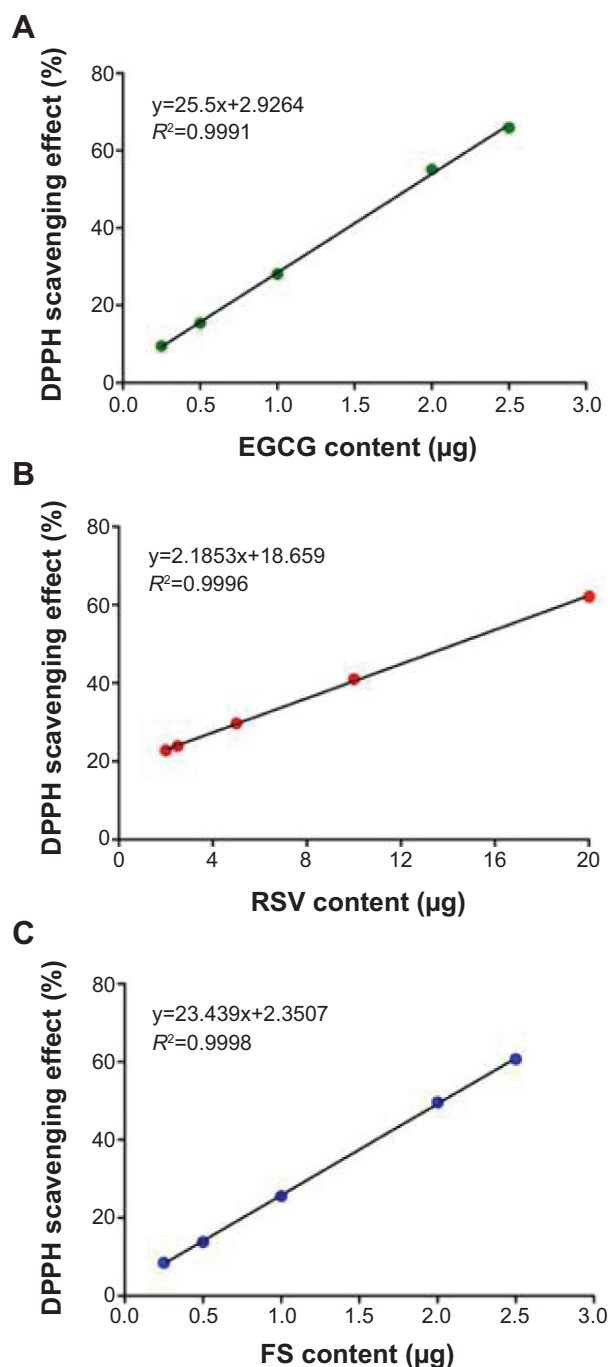 A
DPPH scavenging effect (%)
80
60
40
20
0
y=25.5x+2.9264
R²=0.9991
0.0 0.5 1.0 1.5 2.0 2.5 3.0
EGCG content (µg)
B
DPPH scavenging effect (%)
80
60
40
20
0
y=2.1853x+18.659
R²=0.9996
0 4 8 12 16 20
RSV content (µg)
C
DPPH scavenging effect (%)
80
60
40
20
0
y=23.439x+2.3507
R²=0.9998
0.0 0.5 1.0 1.5 2.0 2.5 3.0
FS content (µg)